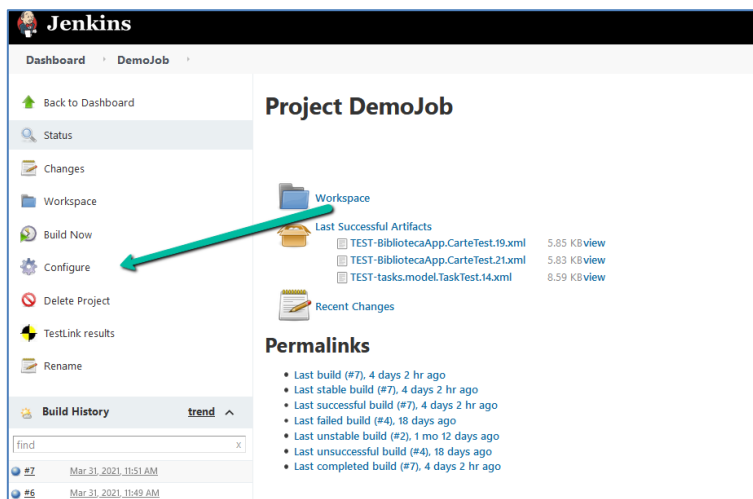 Jenkins
Dashboard DemoJob
Back to Dashboard
Status
Changes
Workspace
Build Now
Configure
Delete Project
TestLink results
Rename
Build History trend
find x
#7 Mar 31, 2021, 11:51 AM
#6 Mar 31, 2021, 11:49 AM
Project DemoJob
Workspace
Last Successful Artifacts
TEST-BibliotecaApp.CarteTest.19.xml 5.85 KB view
TEST-BibliotecaApp.CarteTest.21.xml 5.83 KB view
TEST-tasks.model.TaskTest.14.xml 8.59 KB view
Recent Changes
Permalinks
Last build (#7), 4 days 2 hr ago
Last stable build (#7), 4 days 2 hr ago
Last successful build (#7), 4 days 2 hr ago
Last failed build (#4), 18 days ago
Last unstable build (#2), 1 mo 12 days ago
Last unsuccessful build (#4), 18 days ago
Last completed build (#7), 4 days 2 hr ago